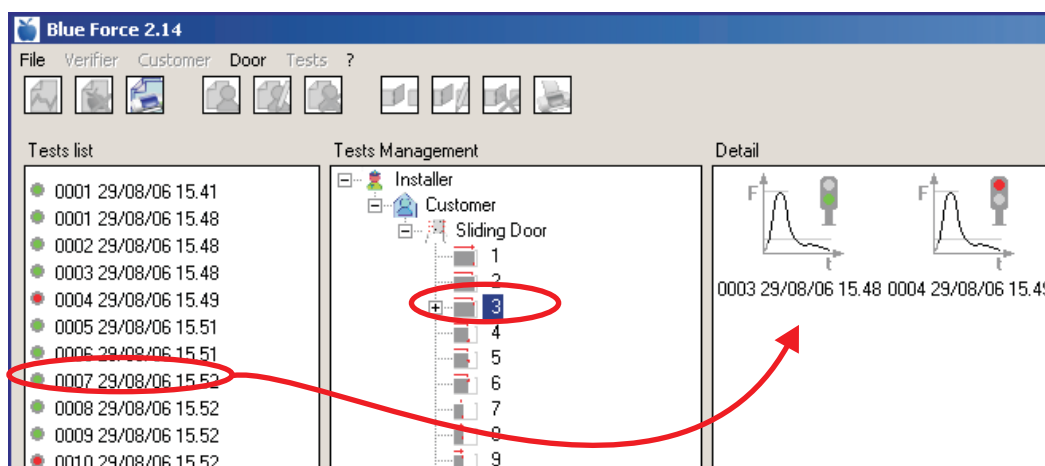 Blue Force 2.14
File Verifier Customer Door Tests ?
Tests list
0001 29/08/06 15.41
0001 29/08/06 15.48
0002 29/08/06 15.48
0003 29/08/06 15.48
0004 29/08/06 15.49
0005 29/08/06 15.51
0006 29/08/06 15.51
0007 29/08/06 15.52
0008 29/08/06 15.52
0009 29/08/06 15.52
0010 29/08/06 15.52
Tests Management
Installer
Customer
Sliding Door
1
2
3
4
5
6
7
8
9
Detail
F F
t t
0003 29/08/06 15.48 0004 29/08/06 15.49